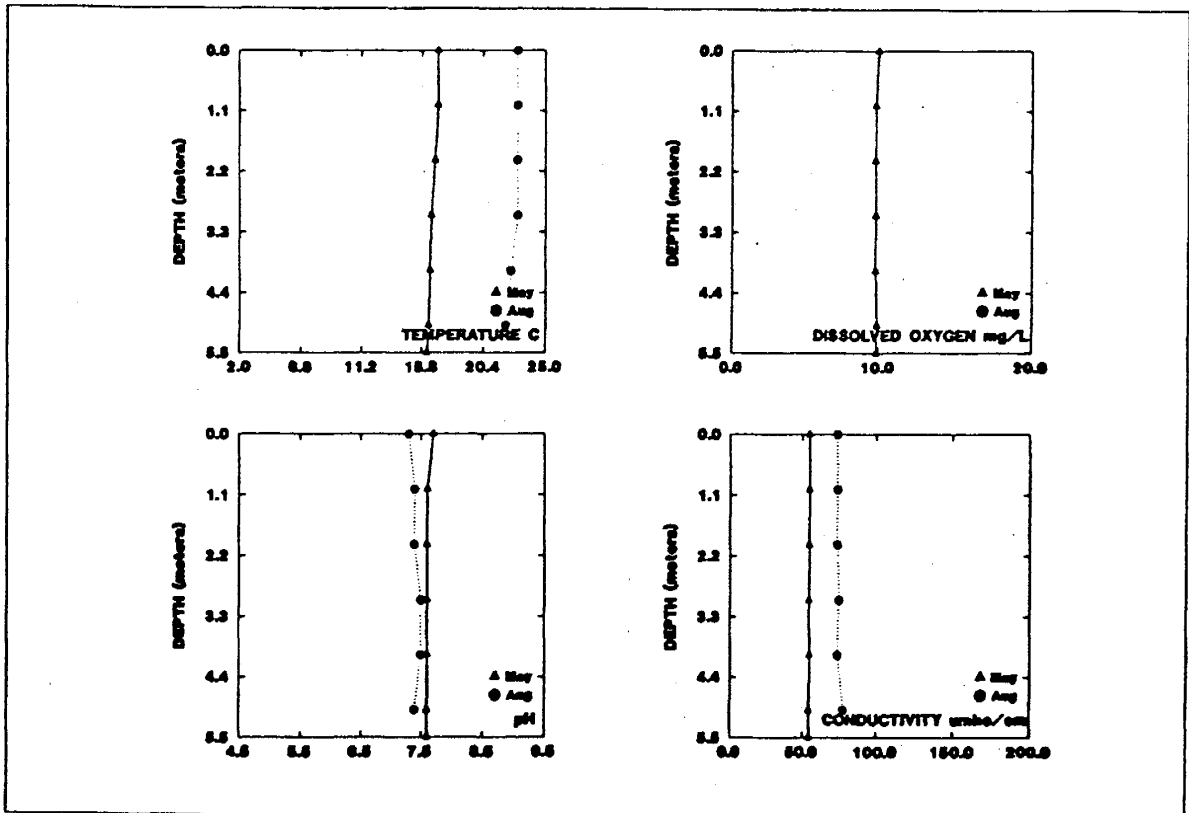 0.0
1.1
2.2
3.3
4.4
5.5
DEPTH (meters)
May
Aug
TEMPERATURE C
2.0 6.6 11.2 15.8 20.4 25.0
0.0
1.1
2.2
3.3
4.4
5.5
DEPTH (meters)
May
Aug
DISSOLVED OXYGEN mg/L
0.0 10.0 20.0
0.0
1.1
2.2
3.3
4.4
5.5
DEPTH (meters)
May
Aug
pH
4.5 5.5 6.5 7.5 8.5 9.5
0.0
1.1
2.2
3.3
4.4
5.5
DEPTH (meters)
May
Aug
CONDUCTIVITY umho/cm
0.0 50.0 100.0 150.0 200.0